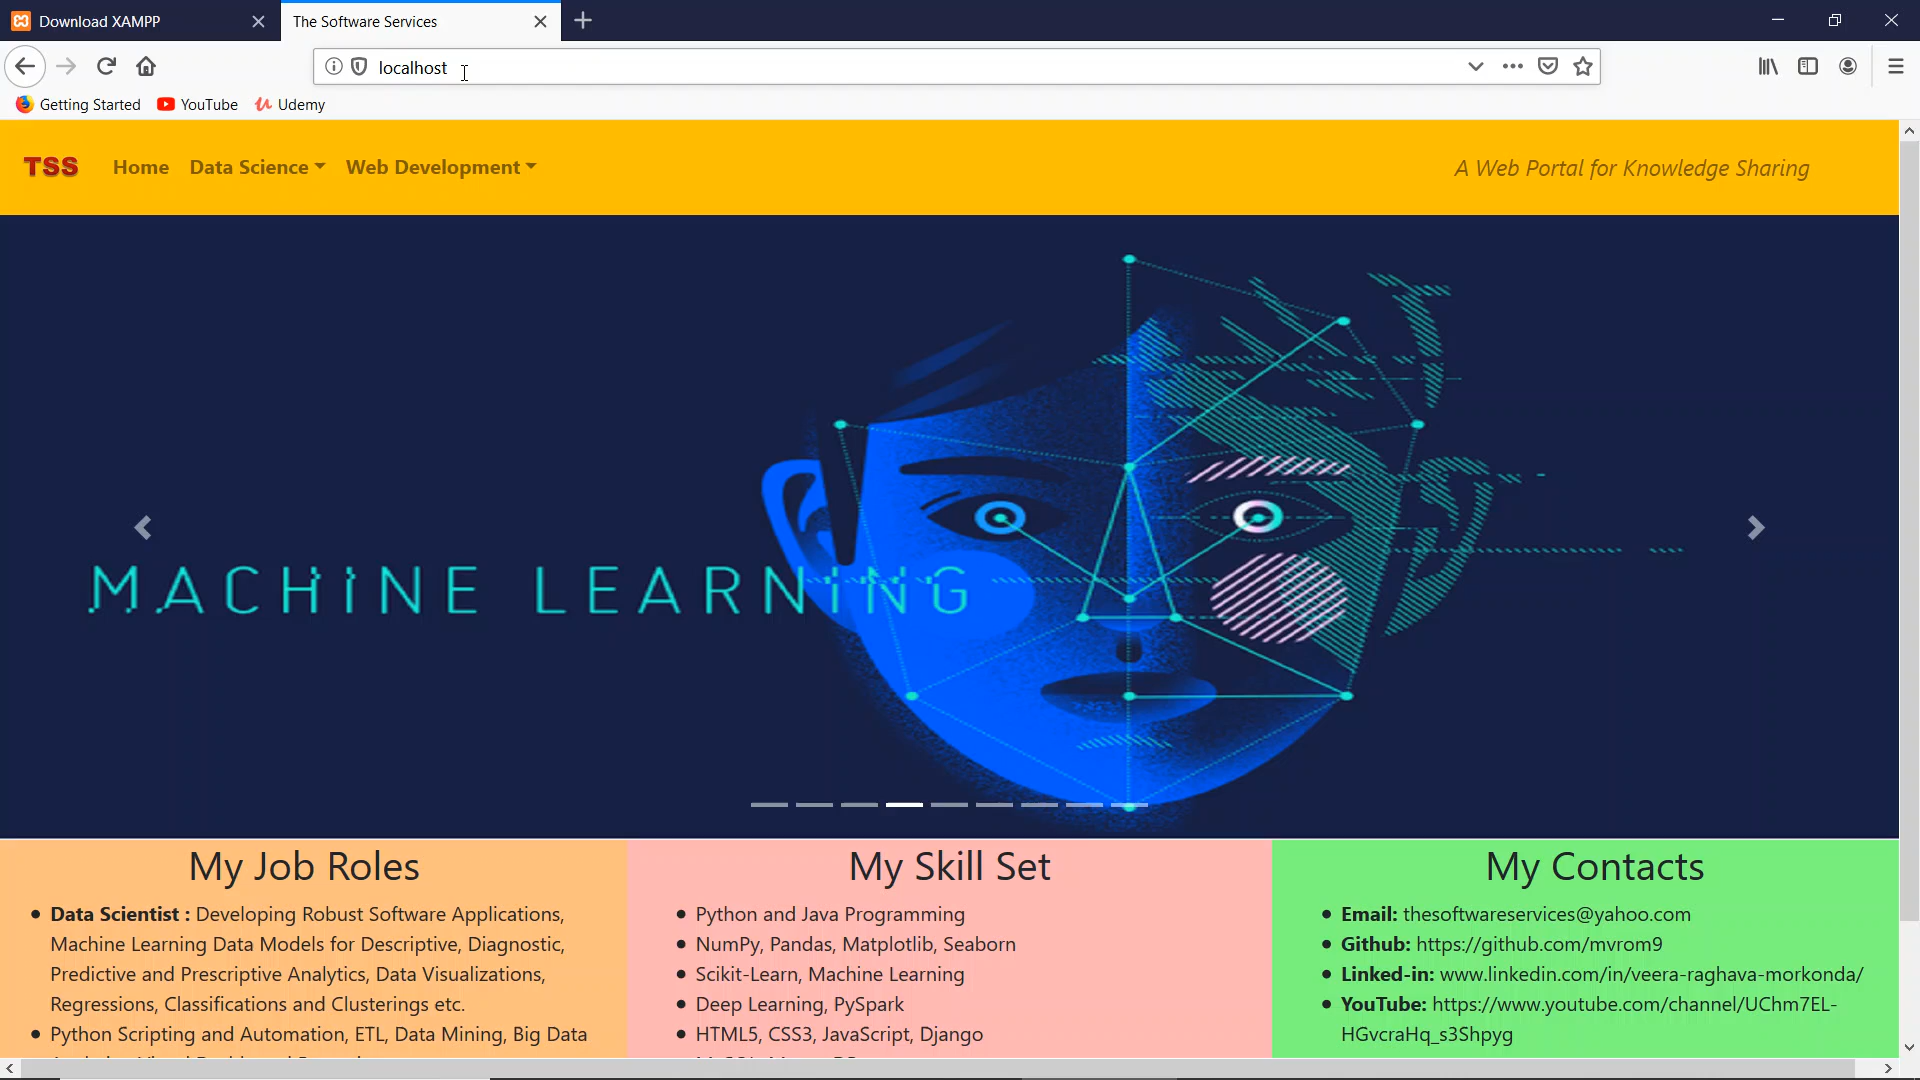 Download XAMPP
The Software Services
localhost
Getting Started
YouTube
Udemy
TSS
Home
Data Science
Web Development
A Web Portal for Knowledge Sharing
MACHINE LEARNING
My Job Roles
Data Scientist : Developing Robust Software Applications,
Machine Learning Data Models for Descriptive, Diagnostic,
Predictive and Prescriptive Analytics, Data Visualizations,
Regressions, Classifications and Clusterings etc.
Python Scripting and Automation, ETL, Data Mining, Big Data
My Skill Set
Python and Java Programming
NumPy, Pandas, Matplotlib, Seaborn
Scikit-Learn, Machine Learning
Deep Learning, PySpark
HTML5, CSS3, JavaScript, Django
My Contacts
Email: thesoftwareservices@yahoo.com
Github: https://github.com/mvrom9
Linked-in: www.linkedin.com/in/veera-raghava-morkonda/
YouTube: https://www.youtube.com/channel/UChm7EL-
HGvcraHq_s3Shpyg